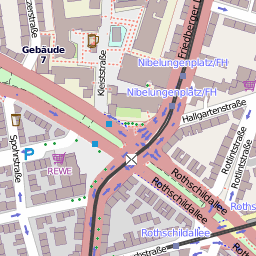 Gebäude
7
Kleiststraße
Friedberger
Nibelungenplatz/FH
Nibelungenplatz/FH
Hallgartenstraße
Spohrstraße
REWE
Rotlintstraße
Rotlintstraße
Rothschildallee
Rothschildallee
Rothschildallee